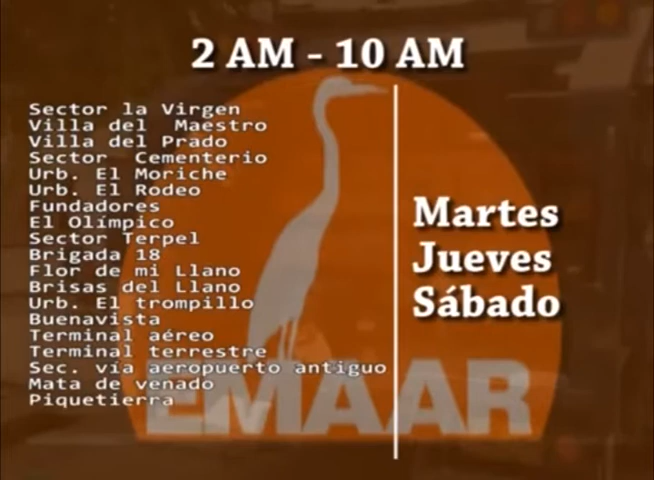 2 AM - 10 AM
Sector la Virgen
Villa del Maestro
Villa del Prado
Sector Cementerio
Urb. El Moriche
Urb. El Rodeo
Fundadores
El Olímpico
Sector Terpel
Brigada 18
Flor de mi Llano
Brisas del Llano
Urb. El trompillo
Buenavista
Terminal aéreo
Terminal terrestre
Sec. vía aeropuerto antiguo
Mata de venado
Piquetierra
Martes
Jueves
Sábado
EMAAR